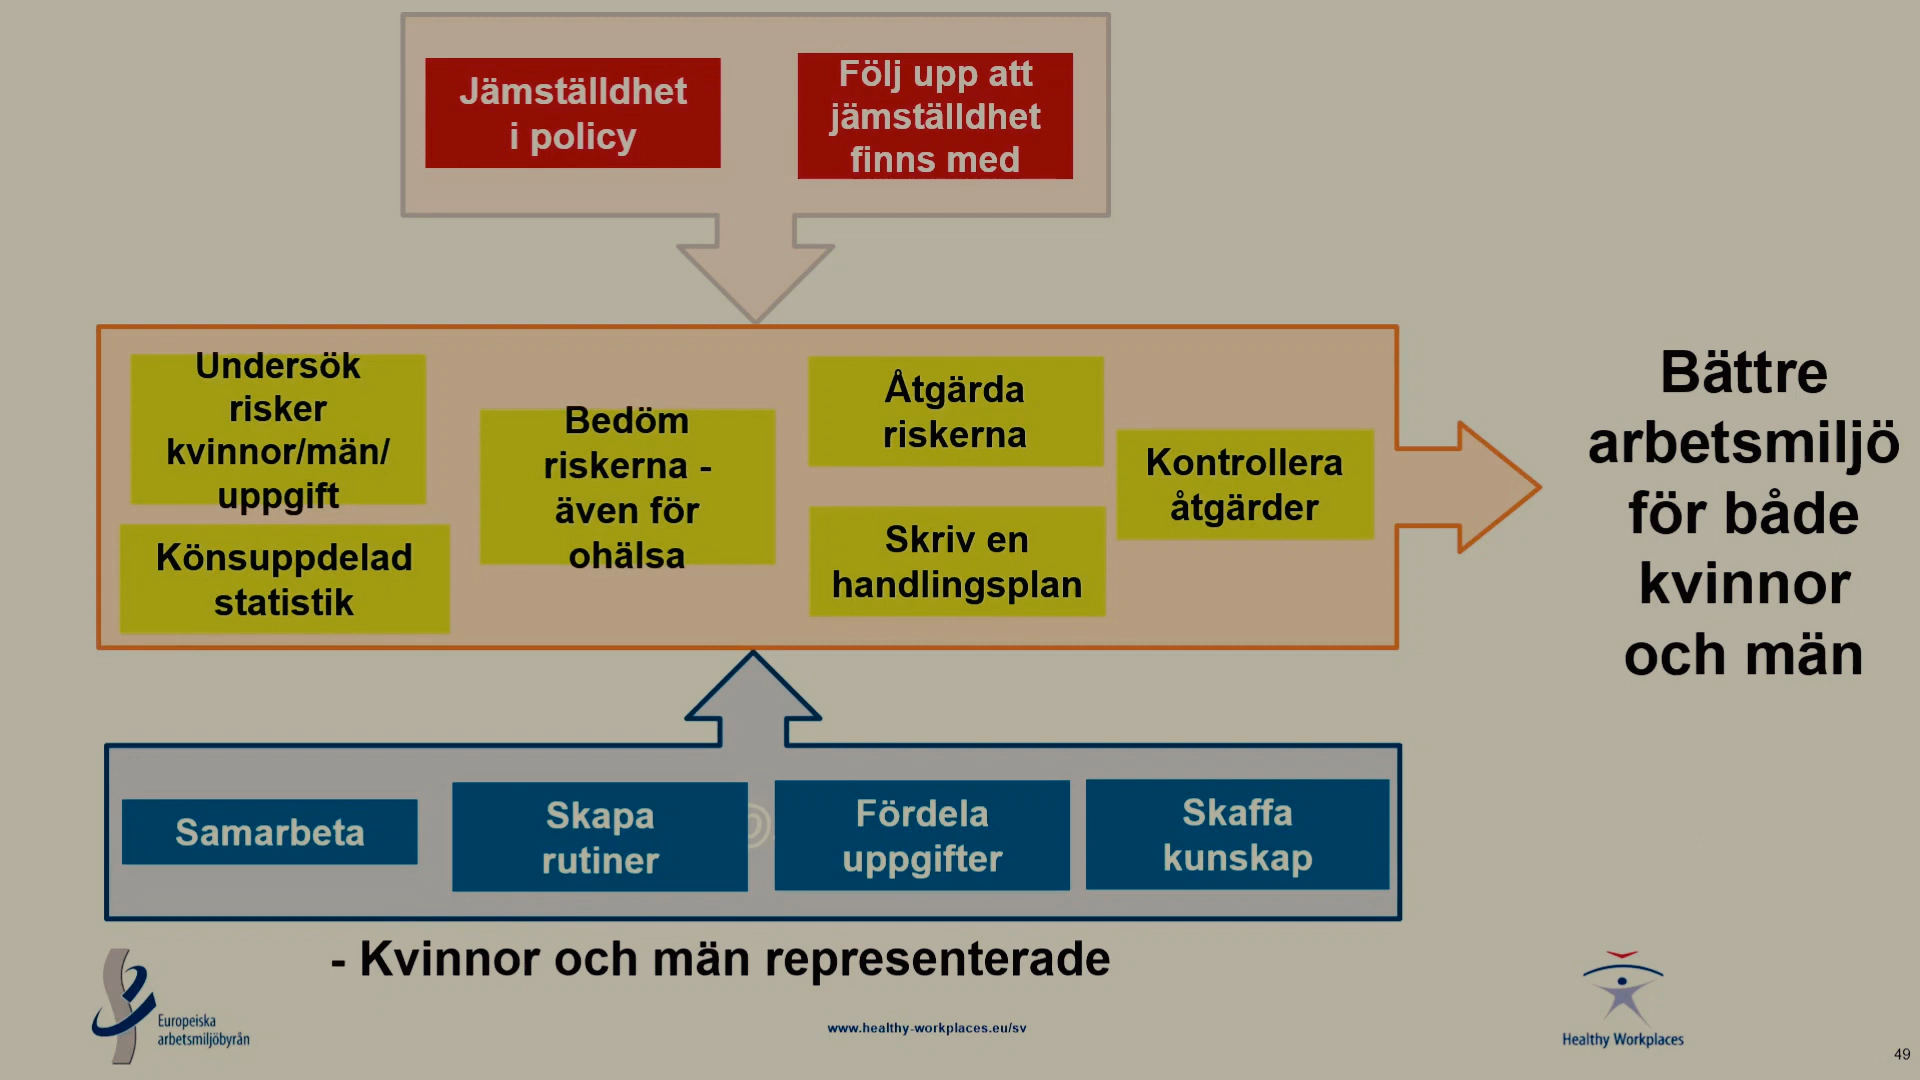 Jämställdhet
i policy
Följ upp att
jämställdhet
finns med
Undersök
risker
kvinnor/män/
uppgift
Könsuppdelad
statistik
Bedöm
riskerna -
även för
ohälsa
Åtgärda
riskerna
Skriv en
handlingsplan
Kontrollera
åtgärder
Bättre
arbetsmiljö
för både
kvinnor
och män
Samarbeta
Skapa
rutiner
Fördela
uppgifter
Skaffa
kunskap
- Kvinnor och män representerade
Europeiska
arbetsmiljöbyrån
www.healthy-workplaces.eu/sv
Healthy Workplaces
49